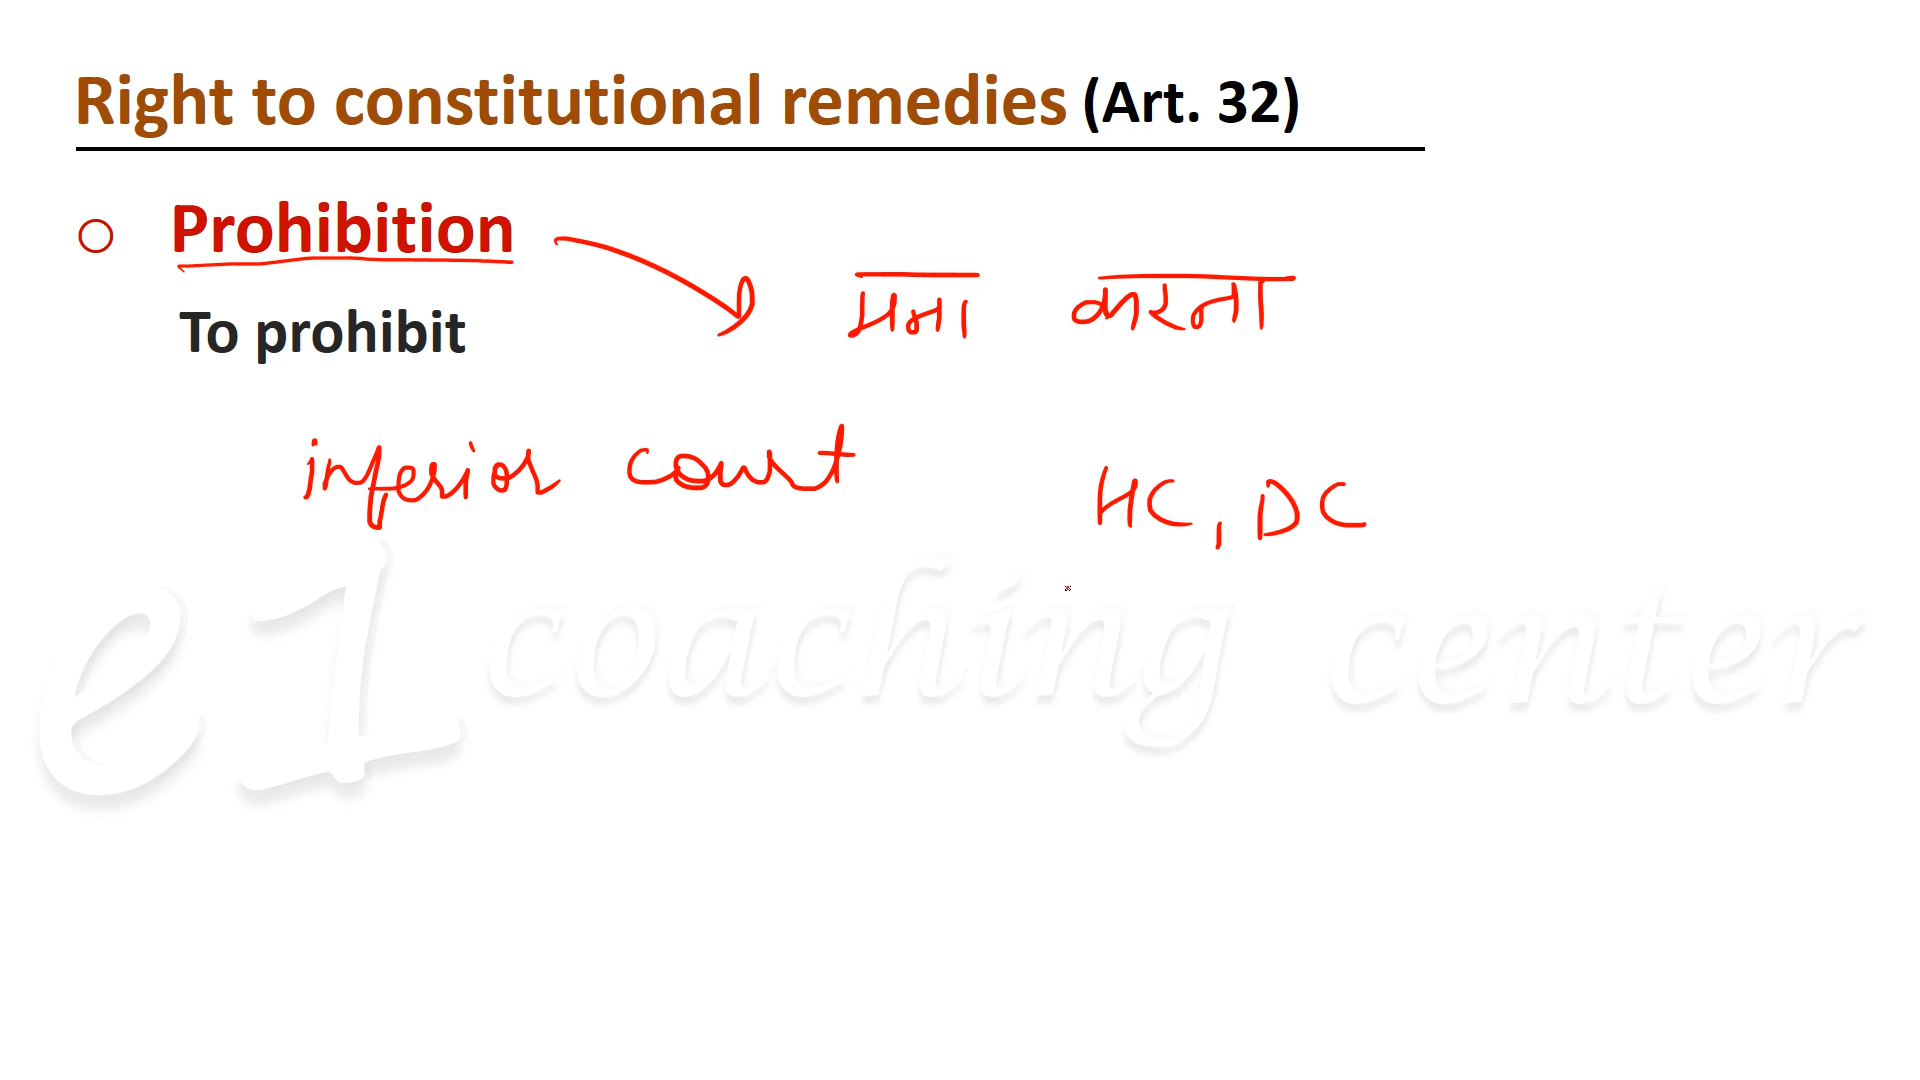 Right to constitutional remedies (Art. 32)
Prohibition
मना करना
To prohibit
inferior court
HC, DC
e1 coaching center